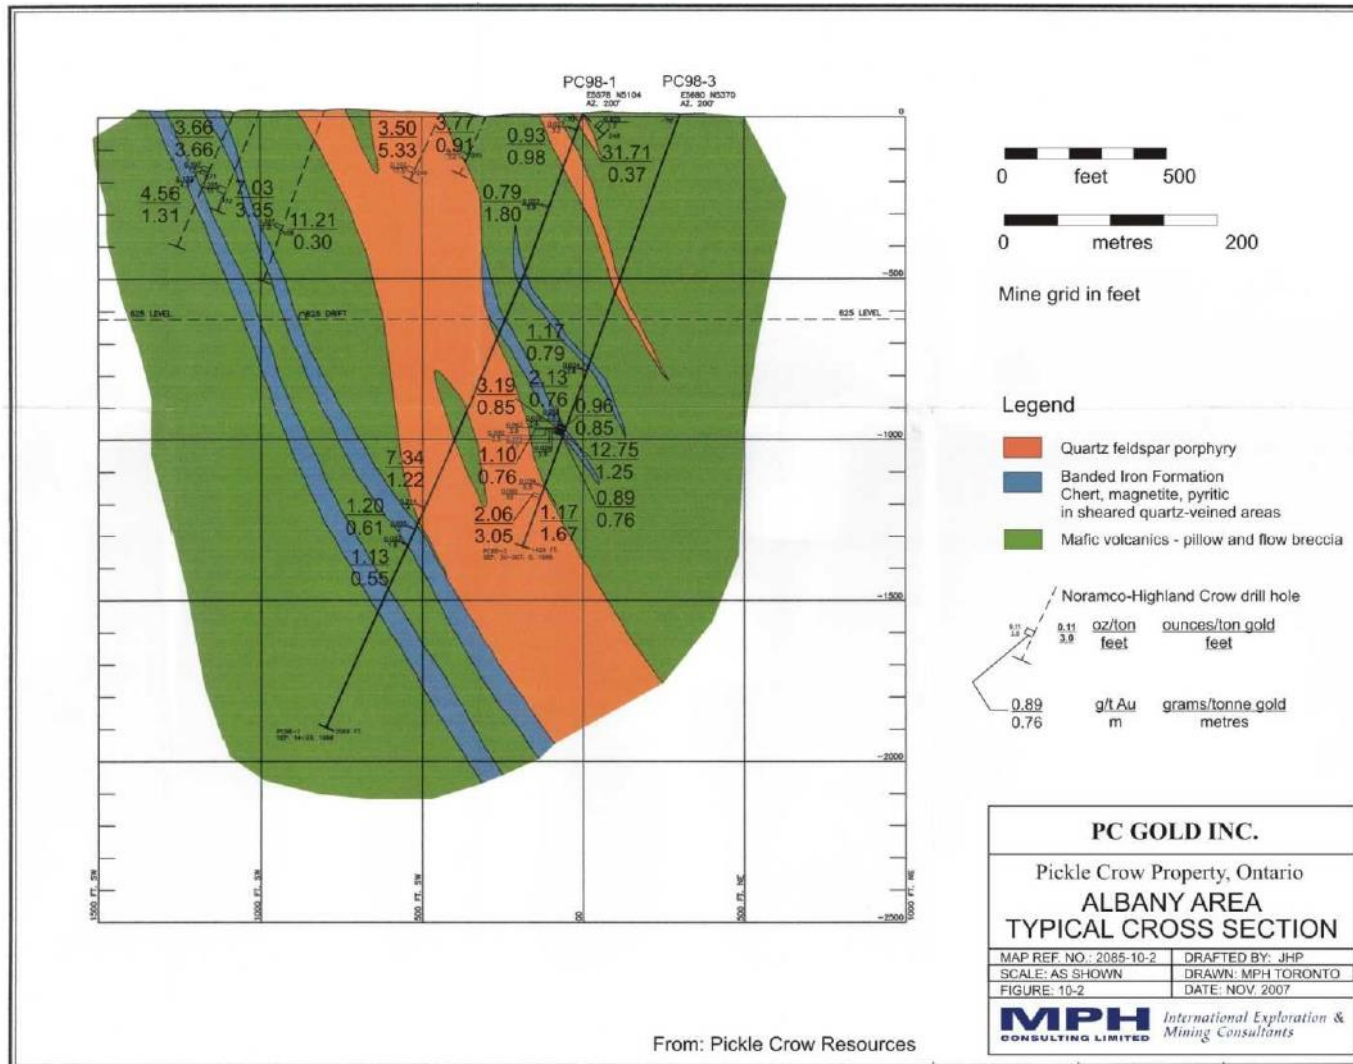 PC98-1
E5578 N5104
AZ. 200°
PC98-3
E5680 N5370
AZ. 200°
3.66
3.66
4.56
1.31
7.03
3.35
11.21
0.30
3.50
5.33
3.77
0.91
0.93
0.98
31.71
0.37
0.79
1.80
625 LEVEL
625 DRIFT
625 LEVEL
1.17
0.79
2.13
0.76
3.19
0.85
0.96
0.85
12.75
1.25
1.10
0.76
0.89
0.76
7.34
1.22
1.20
0.61
1.13
0.55
2.06
3.05
1.17
1.67
0
-500
-1000
-1500
-2000
-2500
1500 FT. SW
1000 FT. SW
500 FT. SW
00
500 FT. NE
1000 FT. NE
0 feet 500
0 metres 200
Mine grid in feet
Legend
Quartz feldspar porphyry
Banded Iron Formation
Chert, magnetite, pyritic
in sheared quartz-veined areas
Mafic volcanics - pillow and flow breccia
Noramco-Highland Crow drill hole
0.11 oz/ton ounces/ton gold
3.0 feet feet
0.89 g/t Au grams/tonne gold
0.76 m metres
PC GOLD INC.
Pickle Crow Property, Ontario
ALBANY AREA
TYPICAL CROSS SECTION
MAP REF. NO.: 2085-10-2 DRAFTED BY: JHP
SCALE: AS SHOWN DRAWN: MPH TORONTO
FIGURE: 10-2 DATE: NOV. 2007
MPH
CONSULTING LIMITED
International Exploration &
Mining Consultants
From: Pickle Crow Resources